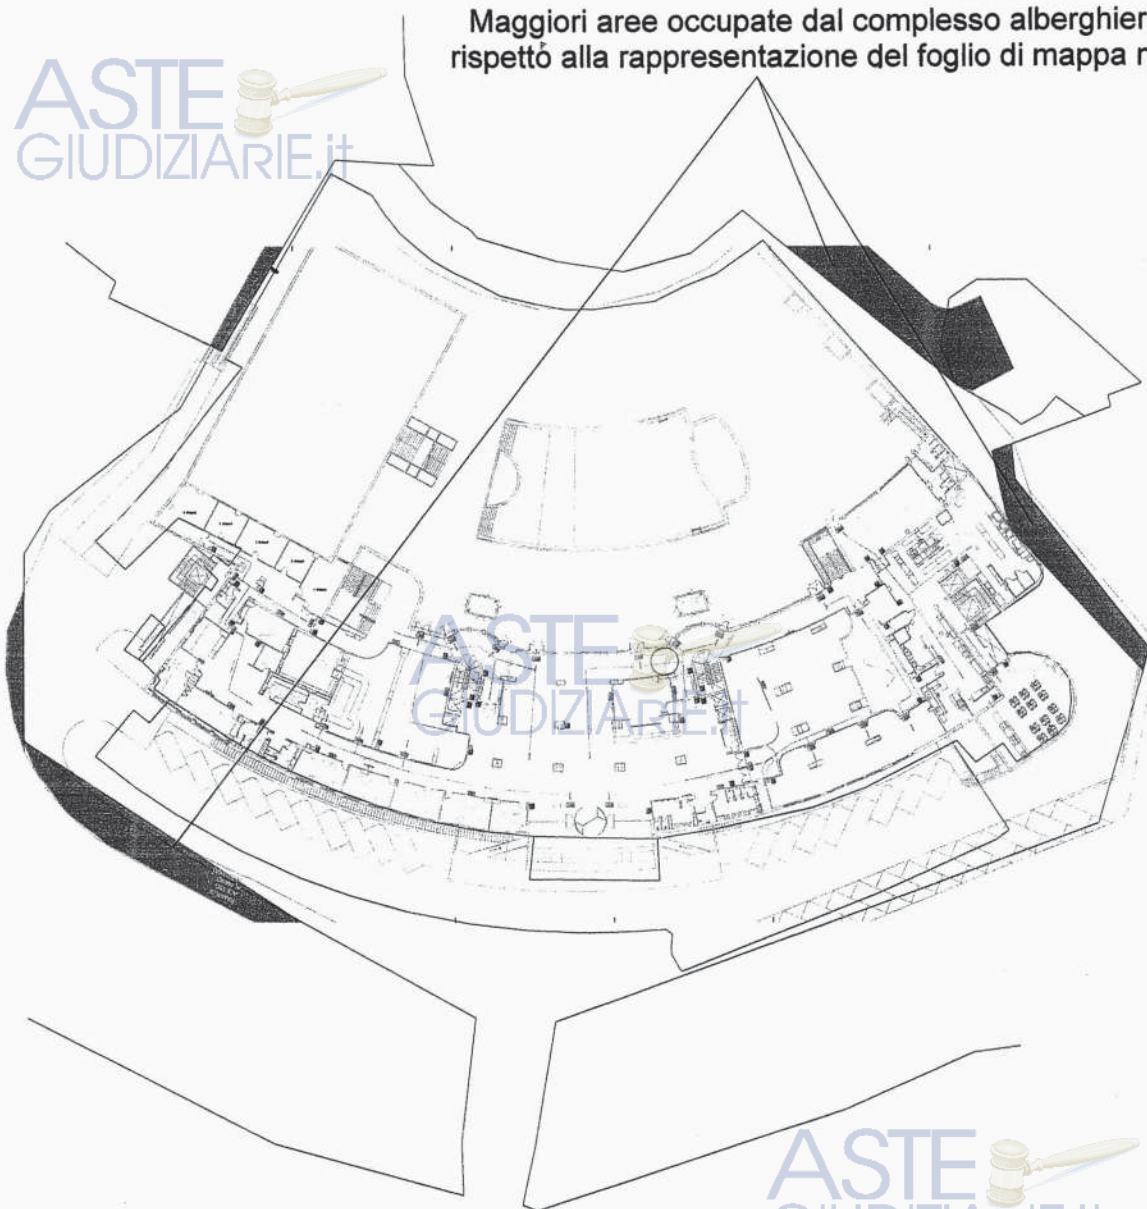 Maggiori aree occupate dal complesso alberghier
rispetto alla rappresentazione del foglio di mappa n
ASTE
GIUDIZIARIE.it
ASTE
GIUDIZIARIE.it
ASTE